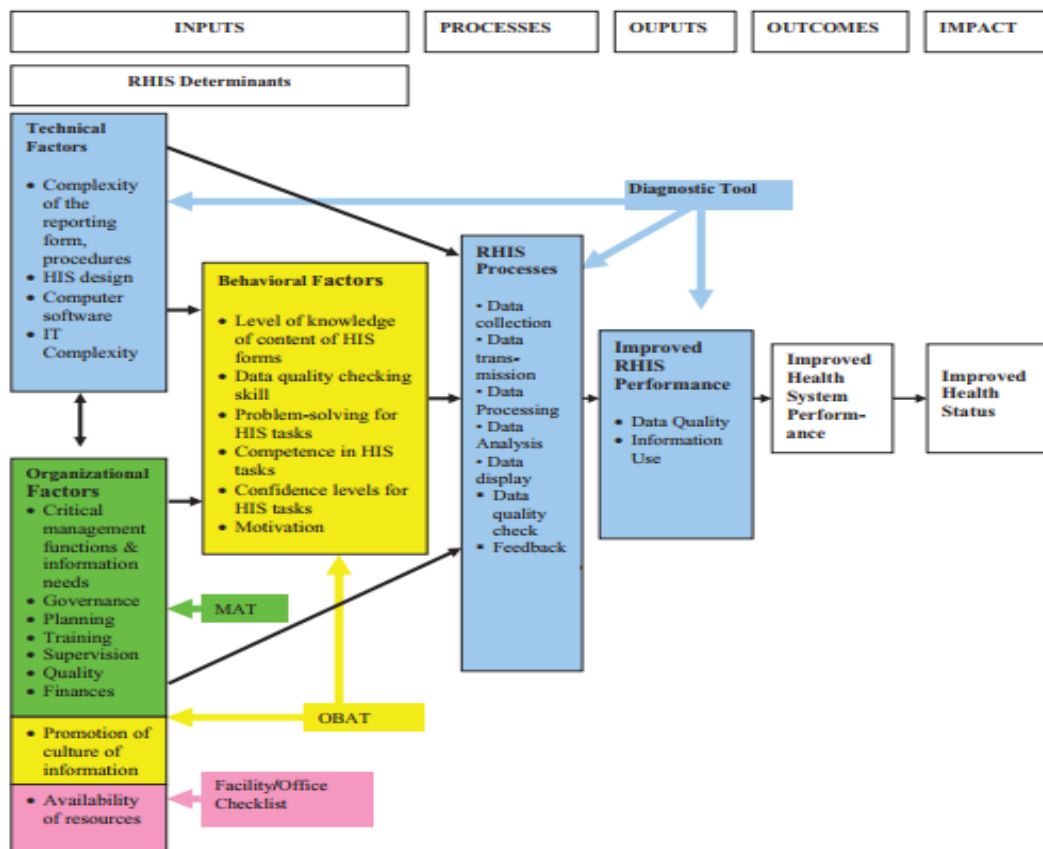 INPUTS
PROCESSES
OUPUTS
OUTCOMES
IMPACT
RHIS Determinants
Technical
Factors
• Complexity
of the
reporting
form,
procedures
• HIS design
• Computer
software
• IT
Complexity
Organizational
Factors
• Critical
management
functions &
information
needs
• Governance
• Planning
• Training
• Supervision
• Quality
• Finances
• Promotion of
culture of
information
• Availability
of resources
Behavioral Factors
• Level of knowledge
of content of HIS
forms
• Data quality checking
skill
• Problem-solving for
HIS tasks
• Competence in HIS
tasks
• Confidence levels for
HIS tasks
• Motivation
MAT
OBAT
Facility/Office
Checklist
Diagnostic Tool
RHIS
Processes
• Data
collection
• Data
trans-
mission
• Data
Processing
• Data
Analysis
• Data
display
• Data
quality
check
• Feedback
Improved
RHIS
Performance
• Data Quality
• Information
Use
Improved
Health
System
Perform-
ance
Improved
Health
Status